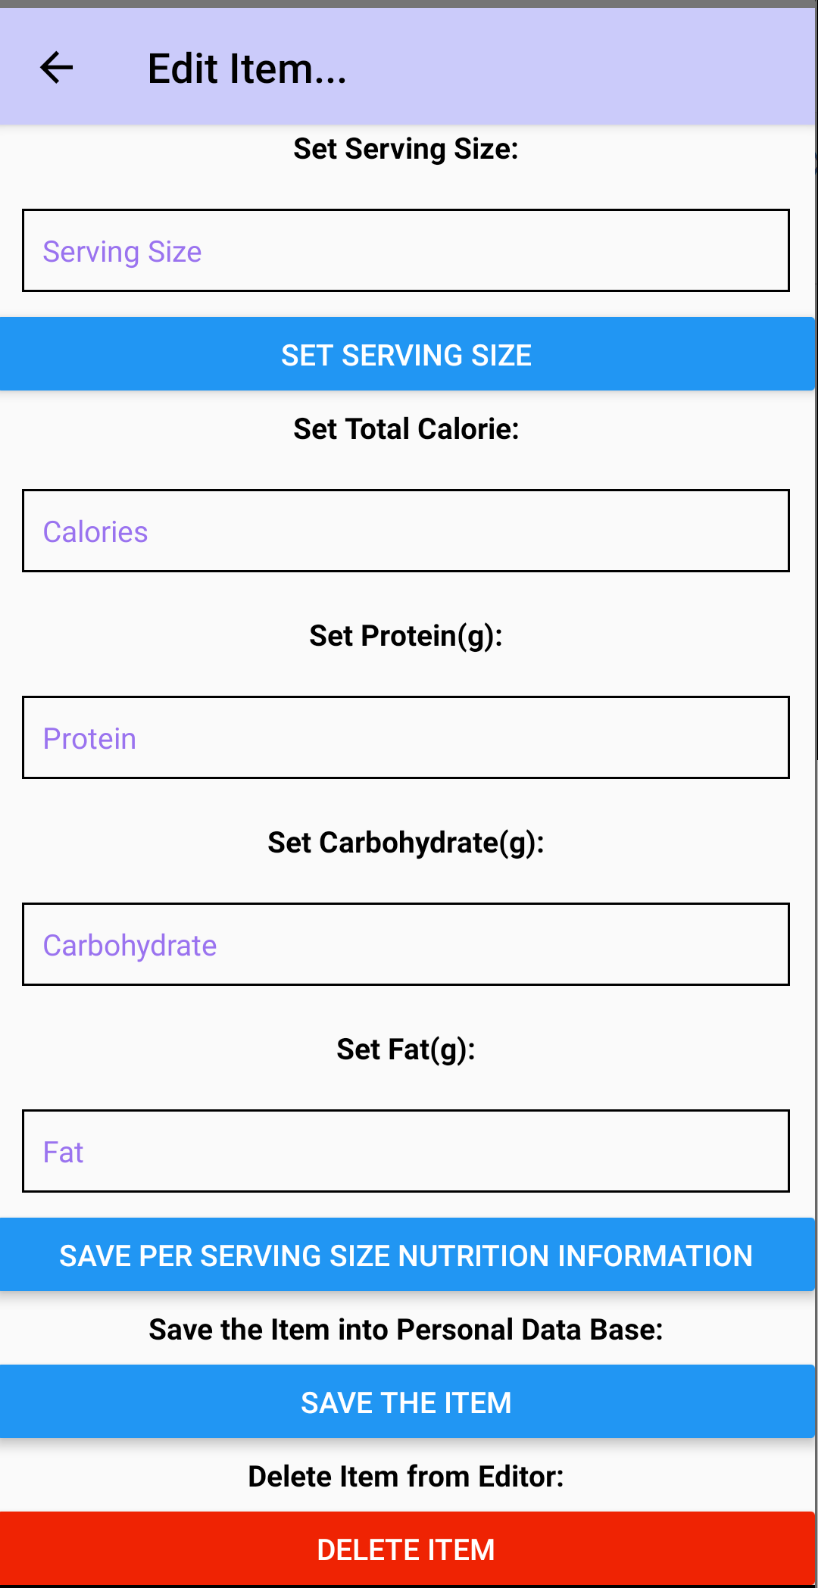 Edit Item...
Set Serving Size:
Serving Size
SET SERVING SIZE
Set Total Calorie:
Calories
Set Protein(g):
Protein
Set Carbohydrate(g):
Carbohydrate
Set Fat(g):
Fat
SAVE PER SERVING SIZE NUTRITION INFORMATION
Save the Item into Personal Data Base:
SAVE THE ITEM
Delete Item from Editor:
DELETE ITEM